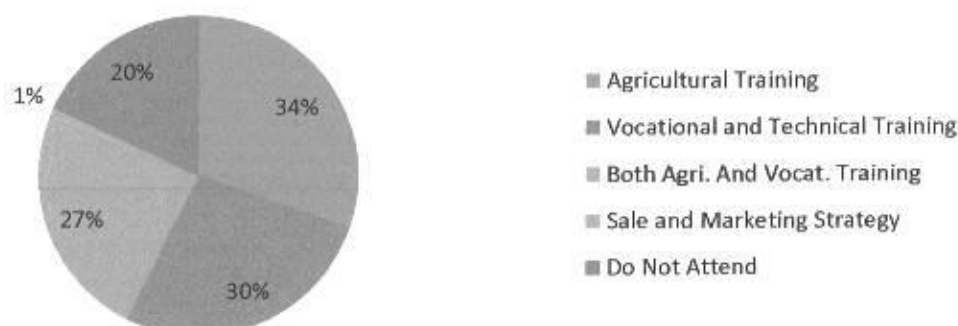 20%
1%
34%
27%
30%
Agricultural Training
Vocational and Technical Training
Both Agri. And Vocat. Training
Sale and Marketing Strategy
Do Not Attend